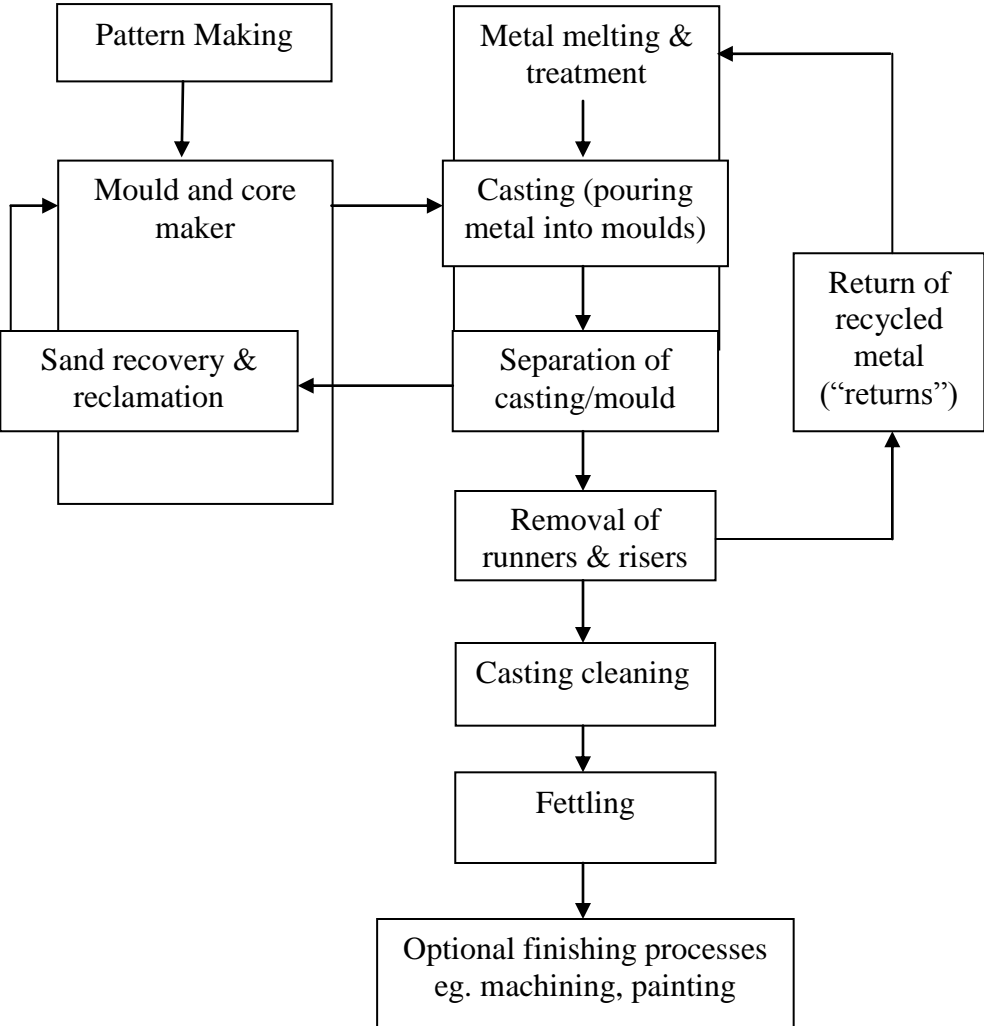 Pattern Making
Metal melting &
treatment
Mould and core
maker
Casting (pouring
metal into moulds)
Return of
recycled
metal
(“returns”)
Sand recovery &
reclamation
Separation of
casting/mould
Removal of
runners & risers
Casting cleaning
Fettling
Optional finishing processes
eg. machining, painting